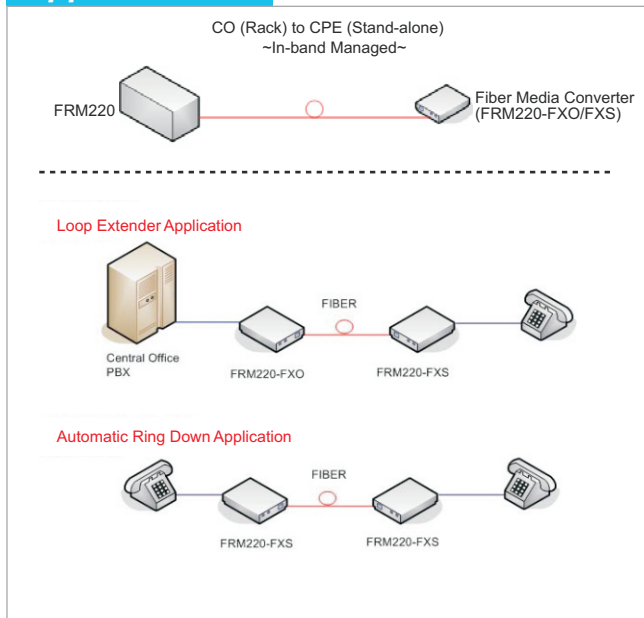 CO (Rack) to CPE (Stand-alone)
~In-band Managed~
FRM220
Fiber Media Converter
(FRM220-FXO/FXS)
Loop Extender Application
FIBER
Central Office
PBX
FRM220-FXO
FRM220-FXS
Automatic Ring Down Application
FIBER
FRM220-FXS
FRM220-FXS